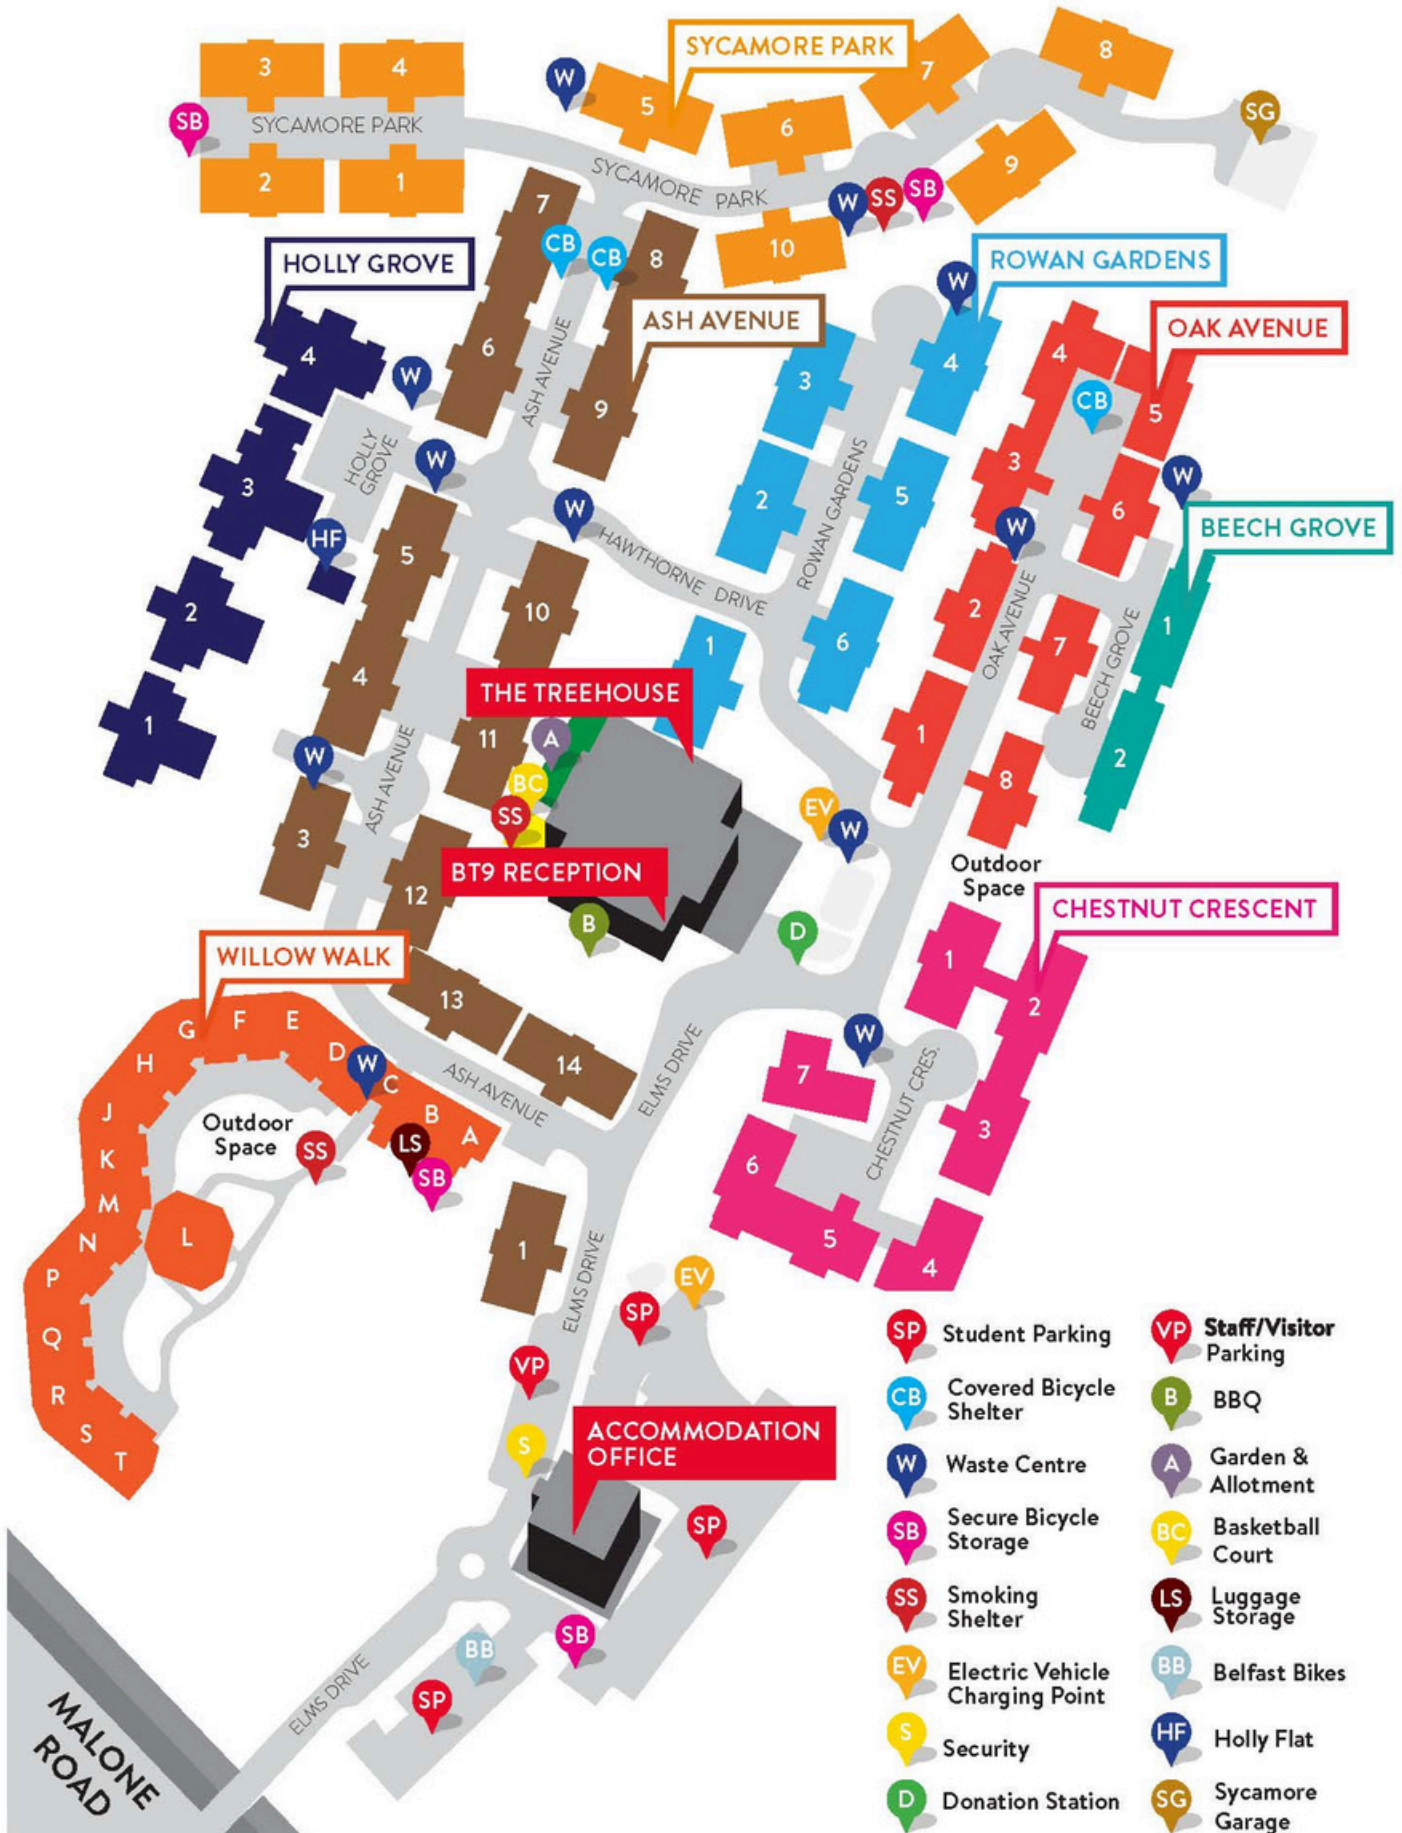 SYCAMORE PARK
3
4
SB
SYCAMORE PARK
2
1
W
5
SYCAMORE PARK
6
7
8
SG
9
W
SS
SB
10
HOLLY GROVE
4
3
2
1
HOLLY
GROVE
HF
W
W
7
CB
CB
8
ASH AVENUE
6
ASH AVENUE
9
W
HAWTHORNE DRIVE
5
4
10
11
ROWAN GARDENS
W
3
4
2
5
ROWAN GARDENS
1
6
OAK AVENUE
4
CB
5
3
6
W
W
BEECH GROVE
2
OAK AVENUE
7
BEECH GROVE
1
1
2
8
THE TREEHOUSE
A
BC
SS
BT9 RECEPTION
B
EV
W
D
W
ASH AVENUE
3
12
13
14
ASH AVENUE
ELMS DRIVE
Outdoor
Space
CHESTNUT CRESCENT
1
2
W
7
CHESTNUT CRES.
3
6
5
4
WILLOW WALK
G
F
E
H
D
W
C
B
A
J
K
M
N
L
P
Q
R
S
T
Outdoor
Space
SS
LS
SB
1
ELMS DRIVE
EV
SP
VP
S
ACCOMMODATION
OFFICE
SP
SB
BB
SP
ELMS DRIVE
MALONE
ROAD
SP
Student Parking
CB
Covered Bicycle
Shelter
W
Waste Centre
SB
Secure Bicycle
Storage
SS
Smoking
Shelter
EV
Electric Vehicle
Charging Point
S
Security
D
Donation Station
VP
Staff/Visitor
Parking
B
BBQ
A
Garden &
Allotment
BC
Basketball
Court
LS
Luggage
Storage
BB
Belfast Bikes
HF
Holly Flat
SG
Sycamore
Garage